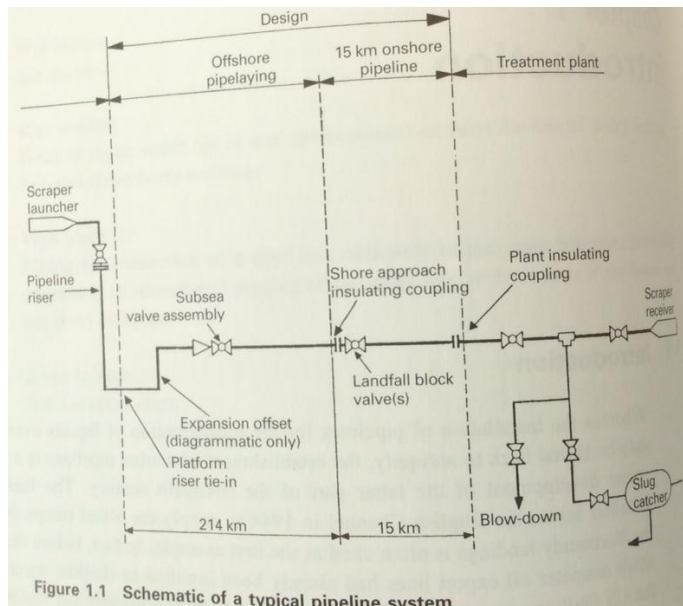 Design
Offshore
pipelaying
15 km onshore
pipeline
Treatment plant
Scraper
launcher
Pipeline
riser
Subsea
valve assembly
Shore approach
insulating coupling
Plant insulating
coupling
Scraper
receiver
Landfall block
valve(s)
Expansion offset
(diagrammatic only)
Platform
riser tie-in
Blow-down
Slug
catcher
214 km
15 km
Figure 1.1 Schematic of a typical pipeline system